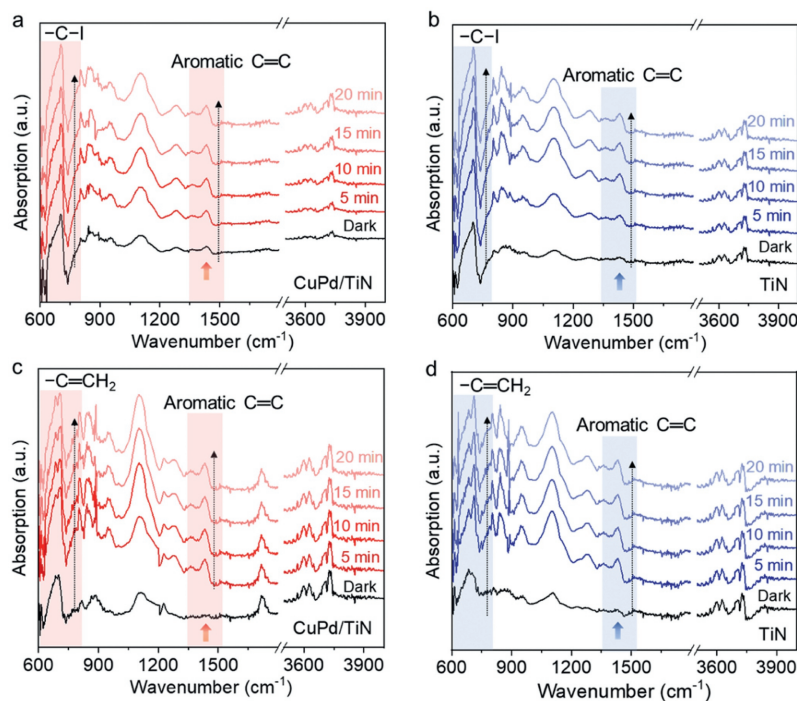 a
−C−I
//
Aromatic C=C
20 min
15 min
10 min
5 min
Dark
CuPd/TiN
Absorption (a.u.)
600 900 1200 1500 3600 3900
//
Wavenumber (cm⁻¹)
b
−C−I
//
Aromatic C=C
20 min
15 min
10 min
5 min
Dark
TiN
Absorption (a.u.)
600 900 1200 1500 3600 3900
//
Wavenumber (cm⁻¹)
c
−C=CH₂
//
Aromatic C=C
20 min
15 min
10 min
5 min
Dark
CuPd/TiN
Absorption (a.u.)
600 900 1200 1500 3600 3900
//
Wavenumber (cm⁻¹)
d
−C=CH₂
//
Aromatic C=C
20 min
15 min
10 min
5 min
Dark
TiN
Absorption (a.u.)
600 900 1200 1500 3600 3900
//
Wavenumber (cm⁻¹)